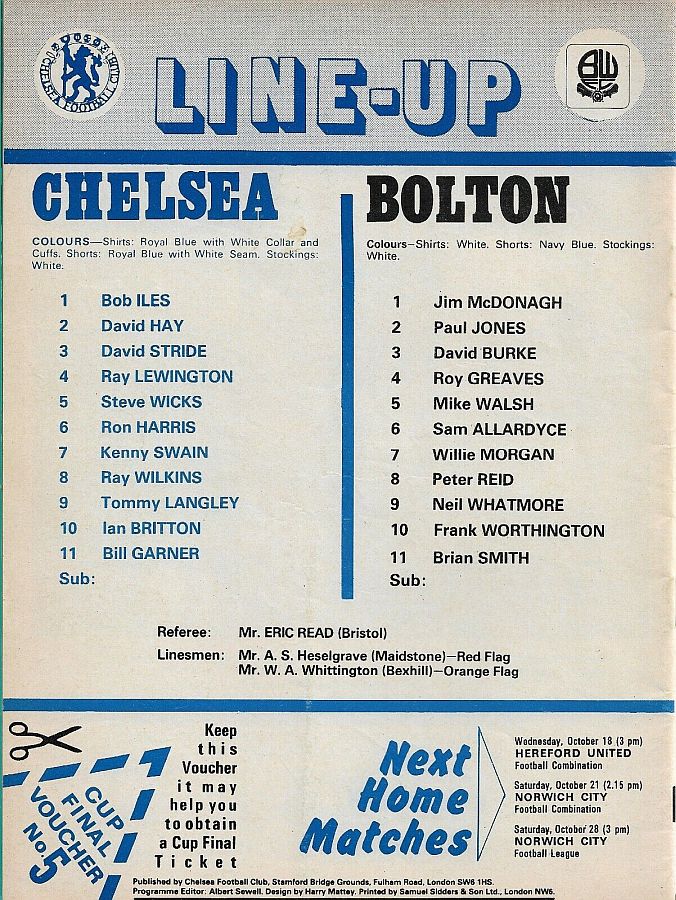 CHELSEA FOOTBALL CLUB
LINE-UP
BW
CHELSEA
COLOURS—Shirts: Royal Blue with White Collar and
Cuffs. Shorts: Royal Blue with White Seam. Stockings:
White.
1 Bob ILES
2 David HAY
3 David STRIDE
4 Ray LEWINGTON
5 Steve WICKS
6 Ron HARRIS
7 Kenny SWAIN
8 Ray WILKINS
9 Tommy LANGLEY
10 Ian BRITTON
11 Bill GARNER
Sub:
BOLTON
Colours—Shirts: White. Shorts: Navy Blue. Stockings:
White.
1 Jim McDONAGH
2 Paul JONES
3 David BURKE
4 Roy GREAVES
5 Mike WALSH
6 Sam ALLARDYCE
7 Willie MORGAN
8 Peter REID
9 Neil WHATMORE
10 Frank WORTHINGTON
11 Brian SMITH
Sub:
Referee: Mr. ERIC READ (Bristol)
Linesmen: Mr. A. S. Heselgrave (Maidstone)—Red Flag
Mr. W. A. Whittington (Bexhill)—Orange Flag
CUP
FINAL
VOUCHER
No 5
Keep
this
Voucher
it may
help you
to obtain
a Cup Final
Ticket
Next
Home
Matches
Wednesday, October 18 (3 pm)
HEREFORD UNITED
Football Combination
Saturday, October 21 (2.15 pm)
NORWICH CITY
Football Combination
Saturday, October 28 (3 pm)
NORWICH CITY
Football League
Published by Chelsea Football Club, Stamford Bridge Grounds, Fulham Road, London SW6 1HS.
Programme Editor: Albert Sewell. Design by Harry Mattey. Printed by Samuel Sidders & Son Ltd., London NW6.